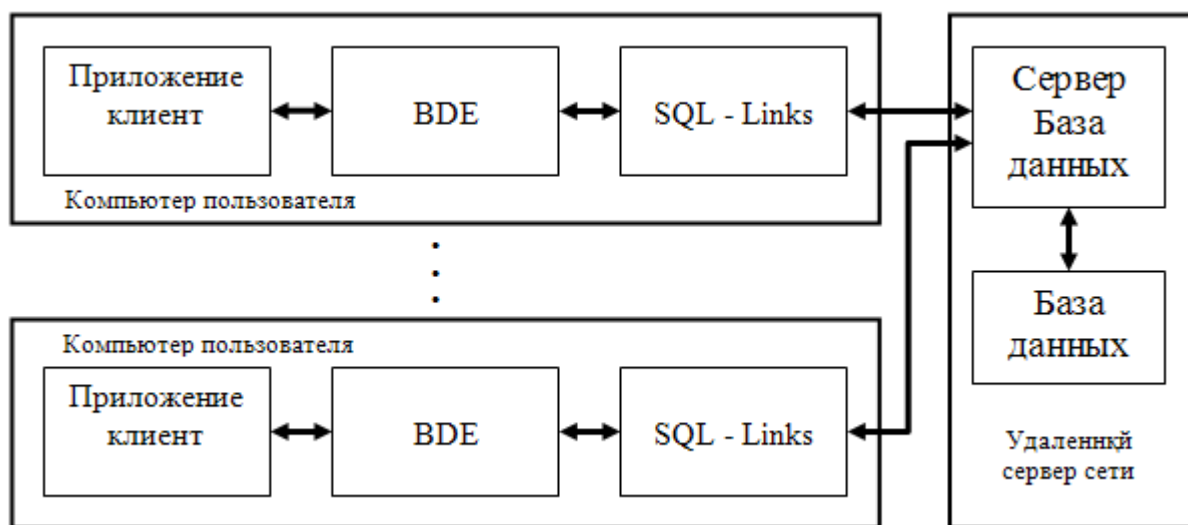 Приложение
клиент
BDE
SQL - Links
Компьютер пользователя
Сервер
База
данных
База
данных
Удаленнқй
сервер сети
Компьютер пользователя
Приложение
клиент
BDE
SQL - Links